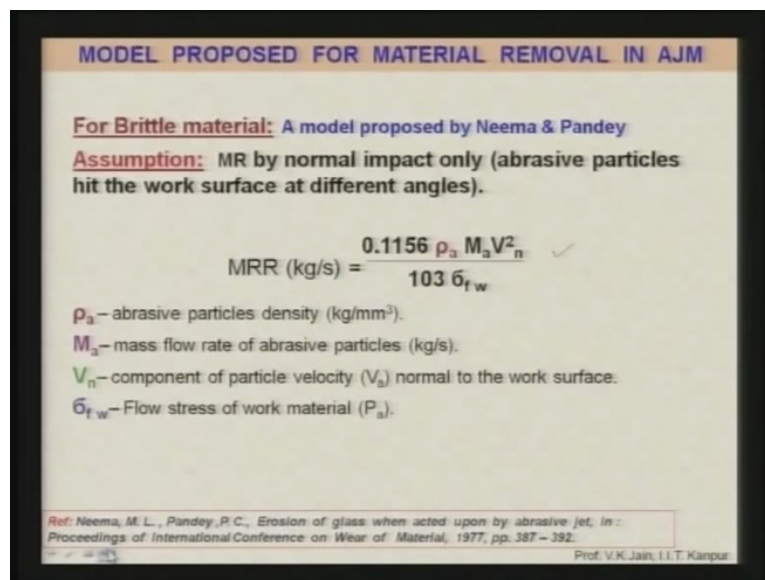 MODEL PROPOSED FOR MATERIAL REMOVAL IN AJM
For Brittle material: A model proposed by Neema & Pandey
Assumption: MR by normal impact only (abrasive particles
hit the work surface at different angles).
MRR (kg/s) = 0.1156 ρₐ MₐV²ₙ / 103 б_f w
ρₐ– abrasive particles density (kg/mm³).
Mₐ– mass flow rate of abrasive particles (kg/s).
Vₙ– component of particle velocity (Vₐ) normal to the work surface.
б_f w– Flow stress of work material (Pₐ).
Ref: Neema, M. L., Pandey ,P. C., Erosion of glass when acted upon by abrasive jet, in :
Proceedings of International Conference on Wear of Material, 1977, pp. 387 – 392.
Prof. V.K.Jain, I.I.T. Kanpur